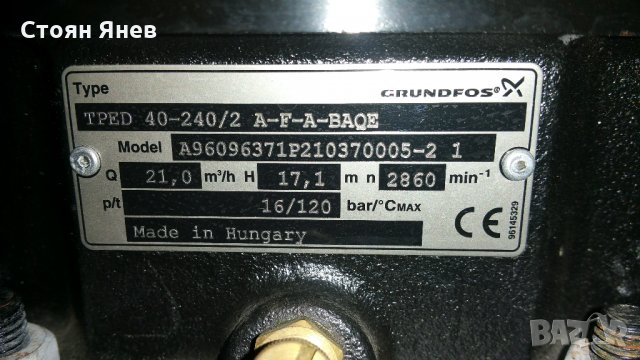 Стоян Янев
Type GRUNDFOS
TPED 40-240/2 A-F-A-BAQE
Model A96096371P210370005-2 1
Q 21,0 m³/h H 17,1 m n 2860 min⁻¹
p/t 16/120 bar/°CMAX
Made in Hungary
CE
96145329
BAZAR